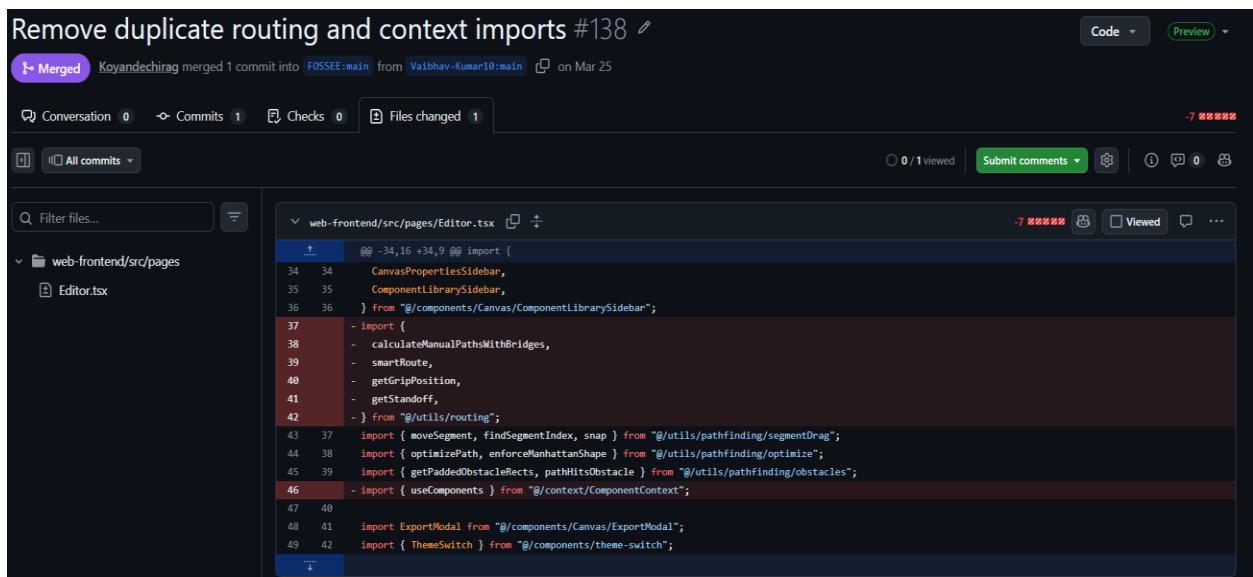 Remove duplicate routing and context imports #138
Code
Preview
Merged
Koyandechirag merged 1 commit into FOSSEE:main from Vaibhav-Kumar10:main on Mar 25
Conversation 0
Commits 1
Checks 0
Files changed 1
-7
All commits
0 / 1 viewed
Submit comments
0
Filter files...
web-frontend/src/pages
Editor.tsx
web-frontend/src/pages/Editor.tsx
-7
Viewed
@@ -34,16 +34,9 @@ import {
34 34 CanvasPropertiesSidebar,
35 35 ComponentLibrarySidebar,
36 36 } from "@/components/Canvas/ComponentLibrarySidebar";
37 - import {
38 - calculateManualPathsWithBridges,
39 - smartRoute,
40 - getGripPosition,
41 - getStandoff,
42 - } from "@/utils/routing";
43 37 import { moveSegment, findSegmentIndex, snap } from "@/utils/pathfinding/segmentDrag";
44 38 import { optimizePath, enforceManhattanShape } from "@/utils/pathfinding/optimize";
45 39 import { getPaddedObstacleRects, pathHitsObstacle } from "@/utils/pathfinding/obstacles";
46 - import { useComponents } from "@/context/ComponentContext";
47 40
48 41 import ExportModal from "@/components/Canvas/ExportModal";
49 42 import { ThemeSwitch } from "@/components/theme-switch";